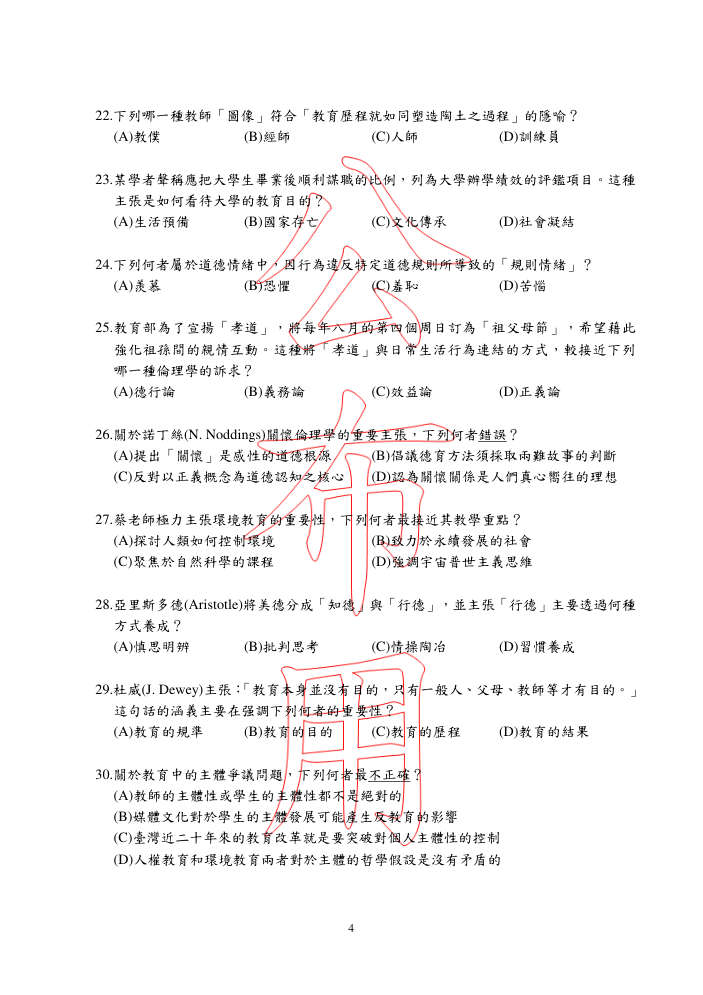 22.下列哪一種教師「圖像」符合「教育歷程就如同塑造陶土之過程」的隱喻？
(A)教僕 (B)經師 (C)人師 (D)訓練員
23.某學者聲稱應把大學生畢業後順利謀職的比例，列為大學辦學績效的評鑑項目。這種
主張是如何看待大學的教育目的？
(A)生活預備 (B)國家存亡 (C)文化傳承 (D)社會凝結
24.下列何者屬於道德情緒中，因行為違反特定道德規則所導致的「規則情緒」？
(A)羨慕 (B)恐懼 (C)羞恥 (D)苦惱
25.教育部為了宣揚「孝道」，將每年八月的第四個周日訂為「祖父母節」，希望藉此
強化祖孫間的親情互動。這種將「孝道」與日常生活行為連結的方式，較接近下列
哪一種倫理學的訴求？
(A)德行論 (B)義務論 (C)效益論 (D)正義論
26.關於諾丁絲(N. Noddings)關懷倫理學的重要主張，下列何者錯誤？
(A)提出「關懷」是感性的道德根源 (B)倡議德育方法須採取兩難故事的判斷
(C)反對以正義概念為道德認知之核心 (D)認為關懷關係是人們真心嚮往的理想
27.蔡老師極力主張環境教育的重要性，下列何者最接近其教學重點？
(A)探討人類如何控制環境 (B)致力於永續發展的社會
(C)聚焦於自然科學的課程 (D)強調宇宙普世主義思維
28.亞里斯多德(Aristotle)將美德分成「知德」與「行德」，並主張「行德」主要透過何種
方式養成？
(A)慎思明辨 (B)批判思考 (C)情操陶冶 (D)習慣養成
29.杜威(J. Dewey)主張：「教育本身並沒有目的，只有一般人、父母、教師等才有目的。」
這句話的涵義主要在強調下列何者的重要性？
(A)教育的規準 (B)教育的目的 (C)教育的歷程 (D)教育的結果
30.關於教育中的主體爭議問題，下列何者最不正確？
(A)教師的主體性或學生的主體性都不是絕對的
(B)媒體文化對於學生的主體發展可能產生反教育的影響
(C)臺灣近二十年來的教育改革就是要突破對個人主體性的控制
(D)人權教育和環境教育兩者對於主體的哲學假設是沒有矛盾的
公布用
4